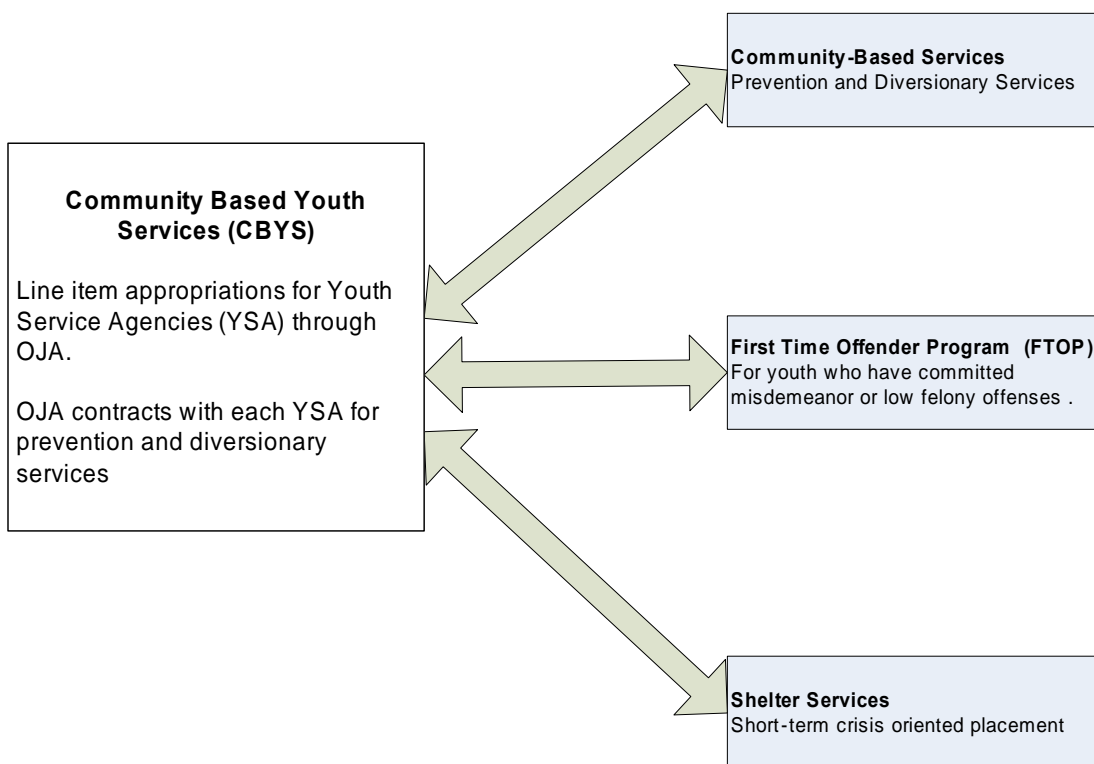 Community Based Youth
Services (CBYS)
Line item appropriations for Youth
Service Agencies (YSA) through
OJA.
OJA contracts with each YSA for
prevention and diversionary
services
Community-Based Services
Prevention and Diversionary Services
First Time Offender Program (FTOP)
For youth who have committed
misdemeanor or low felony offenses .
Shelter Services
Short-term crisis oriented placement